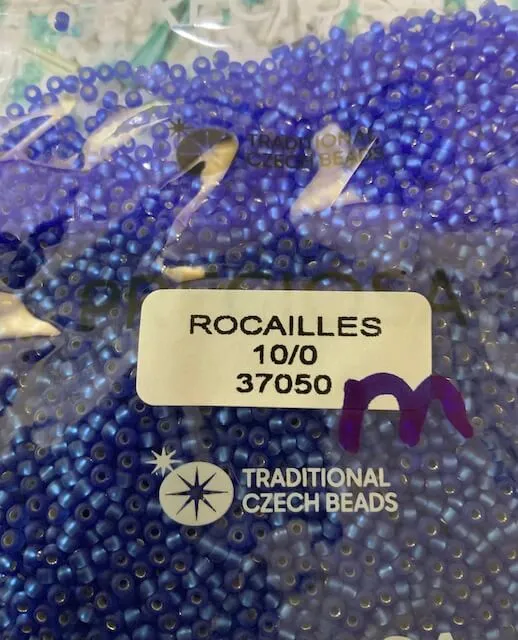 TRADITIONAL
CZECH BEADS
PRECIOSA
ROCAILLES
10/0
37050 m
TRADITIONAL
CZECH BEADS